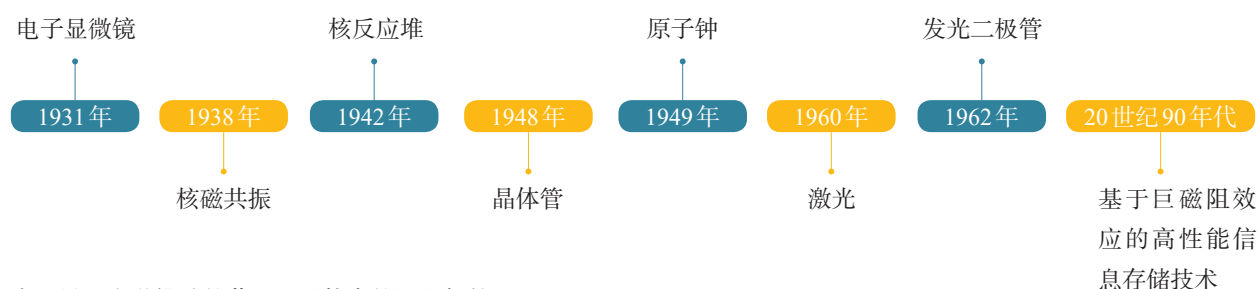 电子显微镜
核反应堆
原子钟
发光二极管
1931年
1938年
1942年
1948年
1949年
1960年
1962年
20世纪90年代
核磁共振
晶体管
激光
基于巨磁阻效
应的高性能信
息存储技术